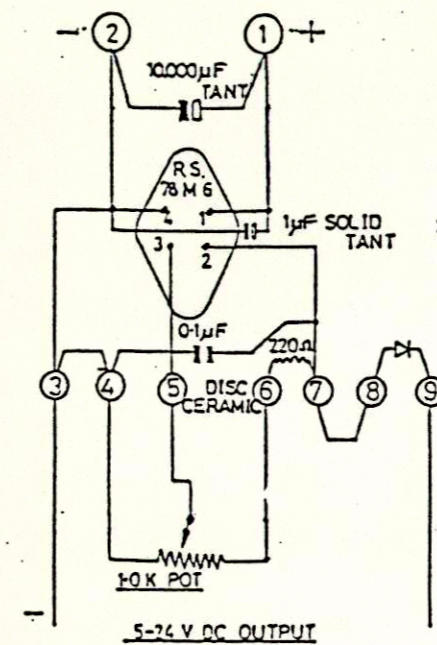 − 2 1 +
10.000µF
TANT
R.S.
78 M 6
4 1
1µF SOLID
TANT
3 2
0·1µF
220Ω
3 4 5 DISC 6 7 8 9
CERAMIC
1·0 K POT
−
5-24 V DC OUTPUT